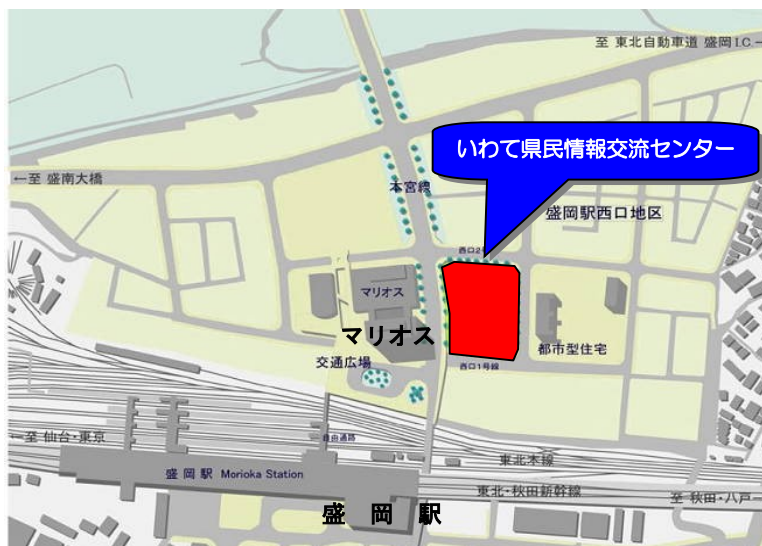 至 東北自動車道 盛岡I.C.→
いわて県民情報交流センター
←至 盛南大橋
本宮線
盛岡駅西口地区
西口2号
マリオス
マリオス
都市型住宅
交通広場
西口1号線
←至 仙台・東京
自由通路
東北本線
盛岡駅 Morioka Station
東北・秋田新幹線
至 秋田・八戸→
盛岡駅